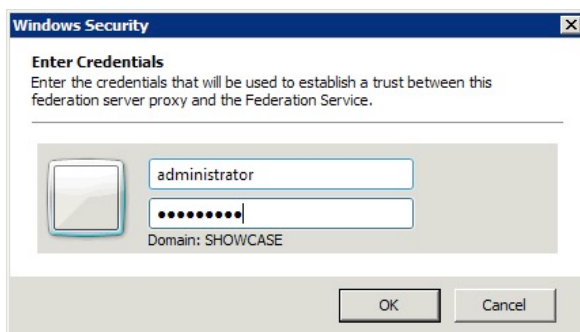 Windows Security
Enter Credentials
Enter the credentials that will be used to establish a trust between this
federation server proxy and the Federation Service.
administrator
●●●●●●●●●
Domain: SHOWCASE
OK
Cancel